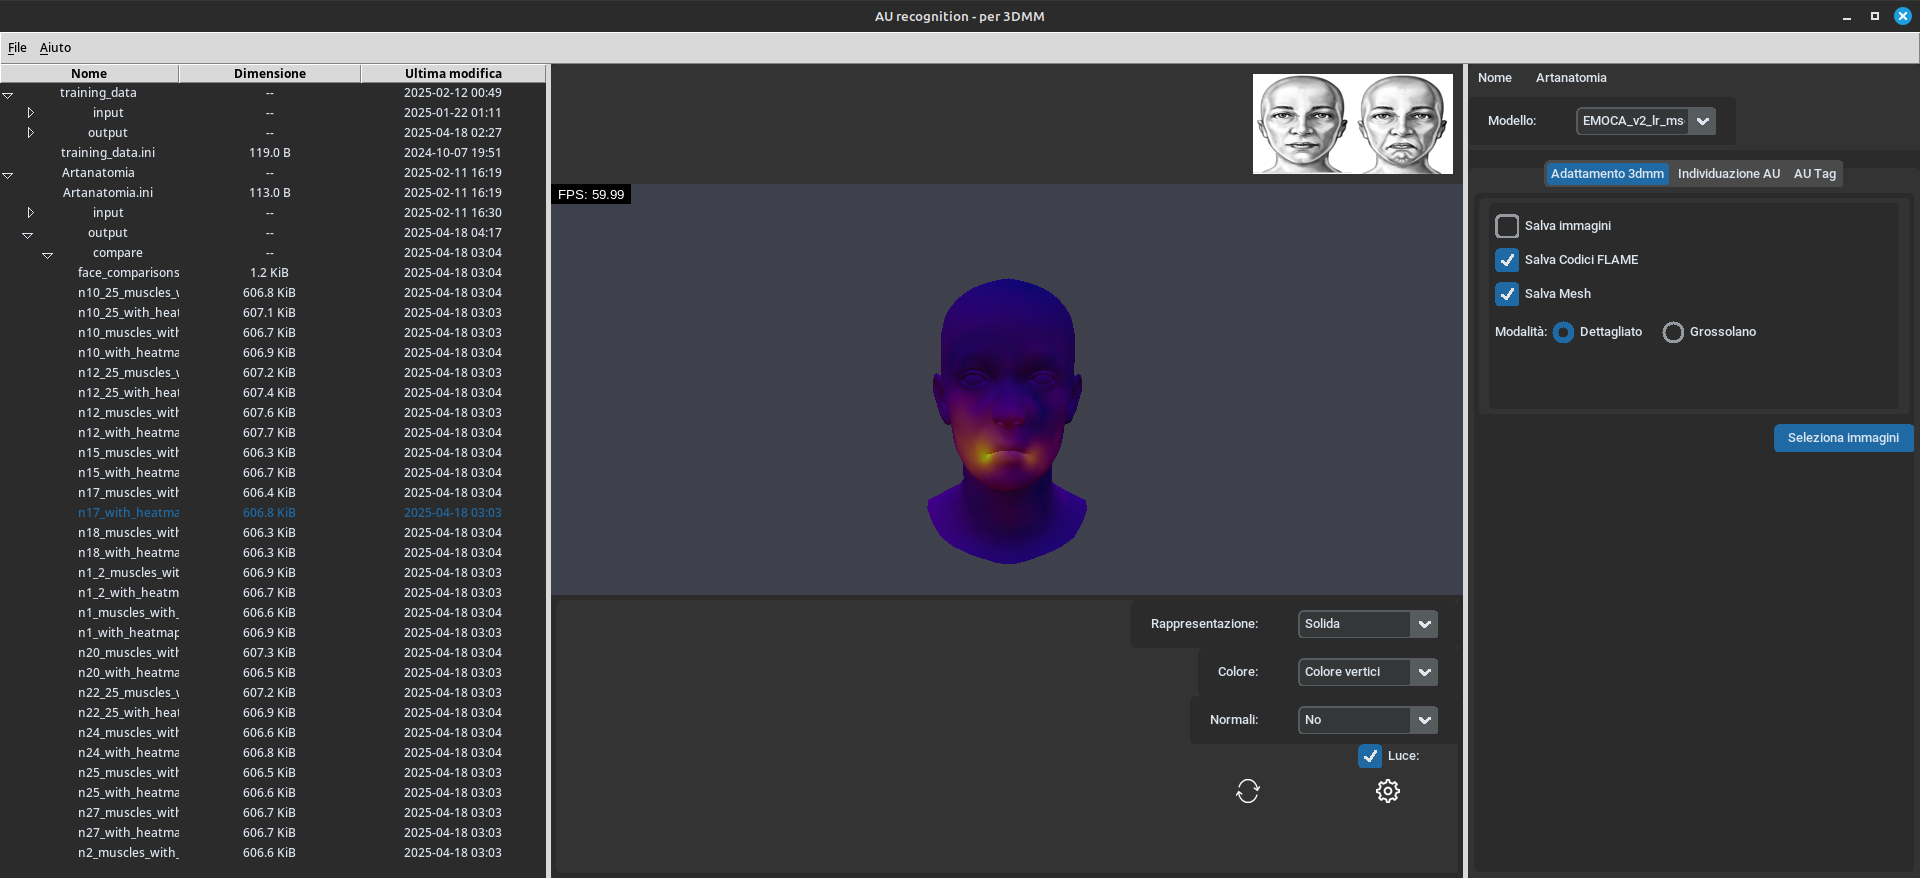 AU recognition - per 3DMM
File Aiuto
Nome Dimensione Ultima modifica
training_data -- 2025-02-12 00:49
input -- 2025-01-22 01:11
output -- 2025-04-18 02:27
training_data.ini 119.0 B 2024-10-07 19:51
Artanatomia -- 2025-02-11 16:19
Artanatomia.ini 113.0 B 2025-02-11 16:19
input -- 2025-02-11 16:30
output -- 2025-04-18 04:17
compare -- 2025-04-18 03:04
face_comparisons 1.2 KiB 2025-04-18 03:04
n10_25_muscles_v 606.8 KiB 2025-04-18 03:04
n10_25_with_heat 607.1 KiB 2025-04-18 03:03
n10_muscles_with 606.7 KiB 2025-04-18 03:03
n10_with_heatma 606.9 KiB 2025-04-18 03:04
n12_25_muscles_v 607.2 KiB 2025-04-18 03:03
n12_25_with_heat 607.4 KiB 2025-04-18 03:04
n12_muscles_with 607.6 KiB 2025-04-18 03:03
n12_with_heatma 607.7 KiB 2025-04-18 03:04
n15_muscles_with 606.3 KiB 2025-04-18 03:04
n15_with_heatma 606.7 KiB 2025-04-18 03:04
n17_muscles_with 606.4 KiB 2025-04-18 03:04
n17_with_heatma 606.8 KiB 2025-04-18 03:03
n18_muscles_with 606.3 KiB 2025-04-18 03:04
n18_with_heatma 606.3 KiB 2025-04-18 03:04
n1_2_muscles_wit 606.9 KiB 2025-04-18 03:03
n1_2_with_heatm 606.7 KiB 2025-04-18 03:03
n1_muscles_with_ 606.6 KiB 2025-04-18 03:04
n1_with_heatmap 606.9 KiB 2025-04-18 03:03
n20_muscles_with 607.3 KiB 2025-04-18 03:04
n20_with_heatma 606.5 KiB 2025-04-18 03:03
n22_25_muscles_v 607.2 KiB 2025-04-18 03:03
n22_25_with_heat 606.9 KiB 2025-04-18 03:04
n24_muscles_with 606.6 KiB 2025-04-18 03:04
n24_with_heatma 606.8 KiB 2025-04-18 03:04
n25_muscles_with 606.5 KiB 2025-04-18 03:03
n25_with_heatma 606.6 KiB 2025-04-18 03:03
n27_muscles_with 606.7 KiB 2025-04-18 03:03
n27_with_heatma 606.7 KiB 2025-04-18 03:03
n2_muscles_with_ 606.6 KiB 2025-04-18 03:03
FPS: 59.99
Rappresentazione: Solida
Colore: Colore vertici
Normali: No
Luce:
Nome Artanatomia
Modello: EMOCA_v2_lr_ms
Adattamento 3dmm Individuazione AU AU Tag
Salva immagini
Salva Codici FLAME
Salva Mesh
Modalità: Dettagliato Grossolano
Seleziona immagini